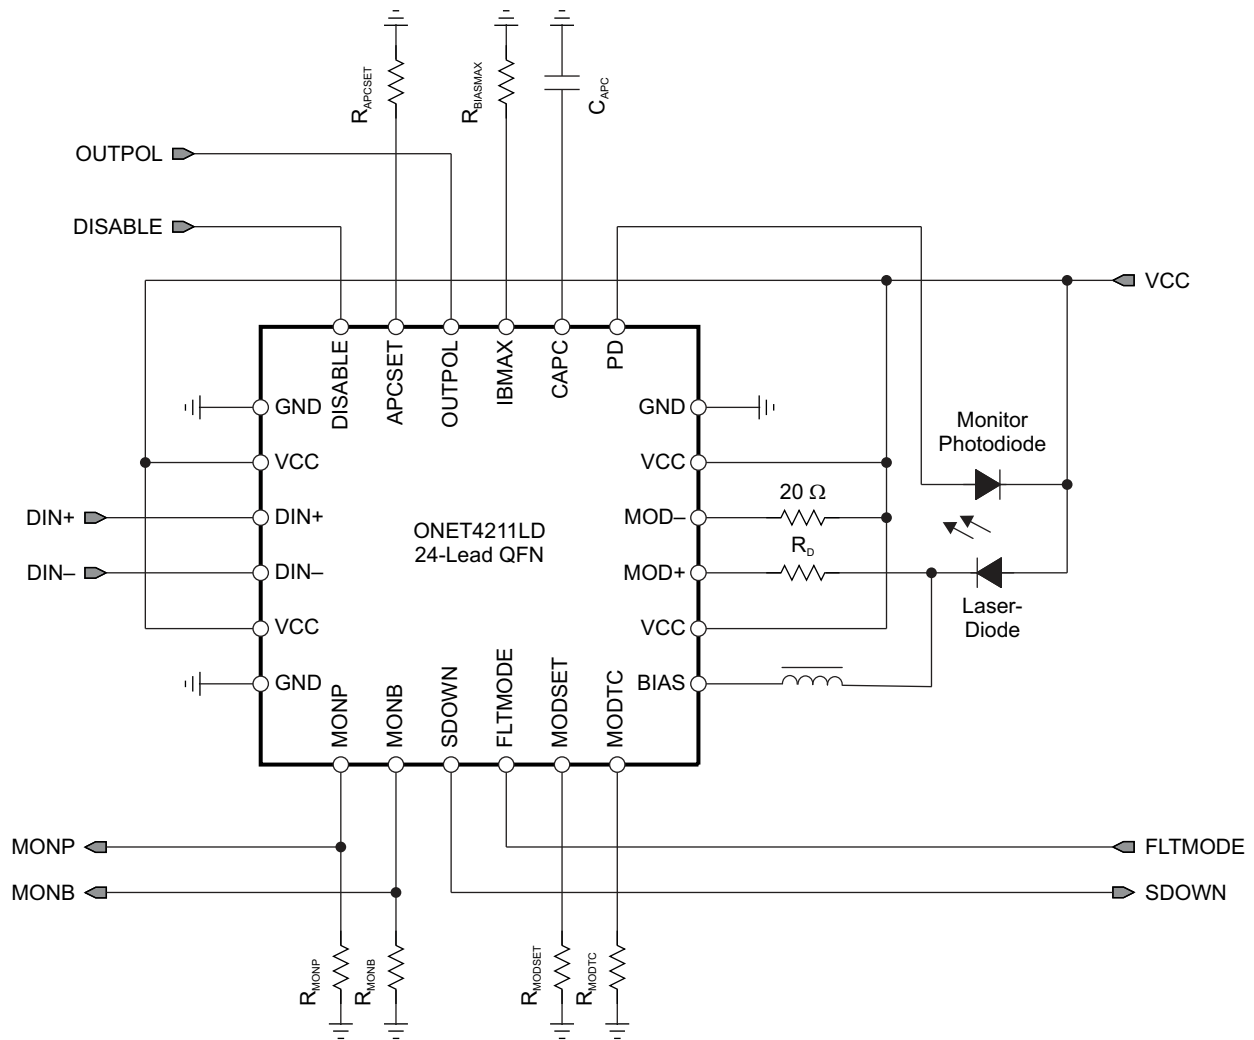 R_APCSET
R_BIASMAX
C_APC
OUTPOL
DISABLE
VCC
DISABLE
APCSET
OUTPOL
IBMAX
CAPC
PD
GND
GND
Monitor
Photodiode
VCC
VCC
20 Ω
DIN+
DIN+
MOD–
ONET4211LD
24-Lead QFN
R_D
DIN–
DIN–
MOD+
Laser-
Diode
VCC
VCC
GND
BIAS
MONP
MONB
SDOWN
FLTMODE
MODSET
MODTC
MONP
FLTMODE
MONB
SDOWN
R_MONP
R_MONB
R_MODSET
R_MODTC